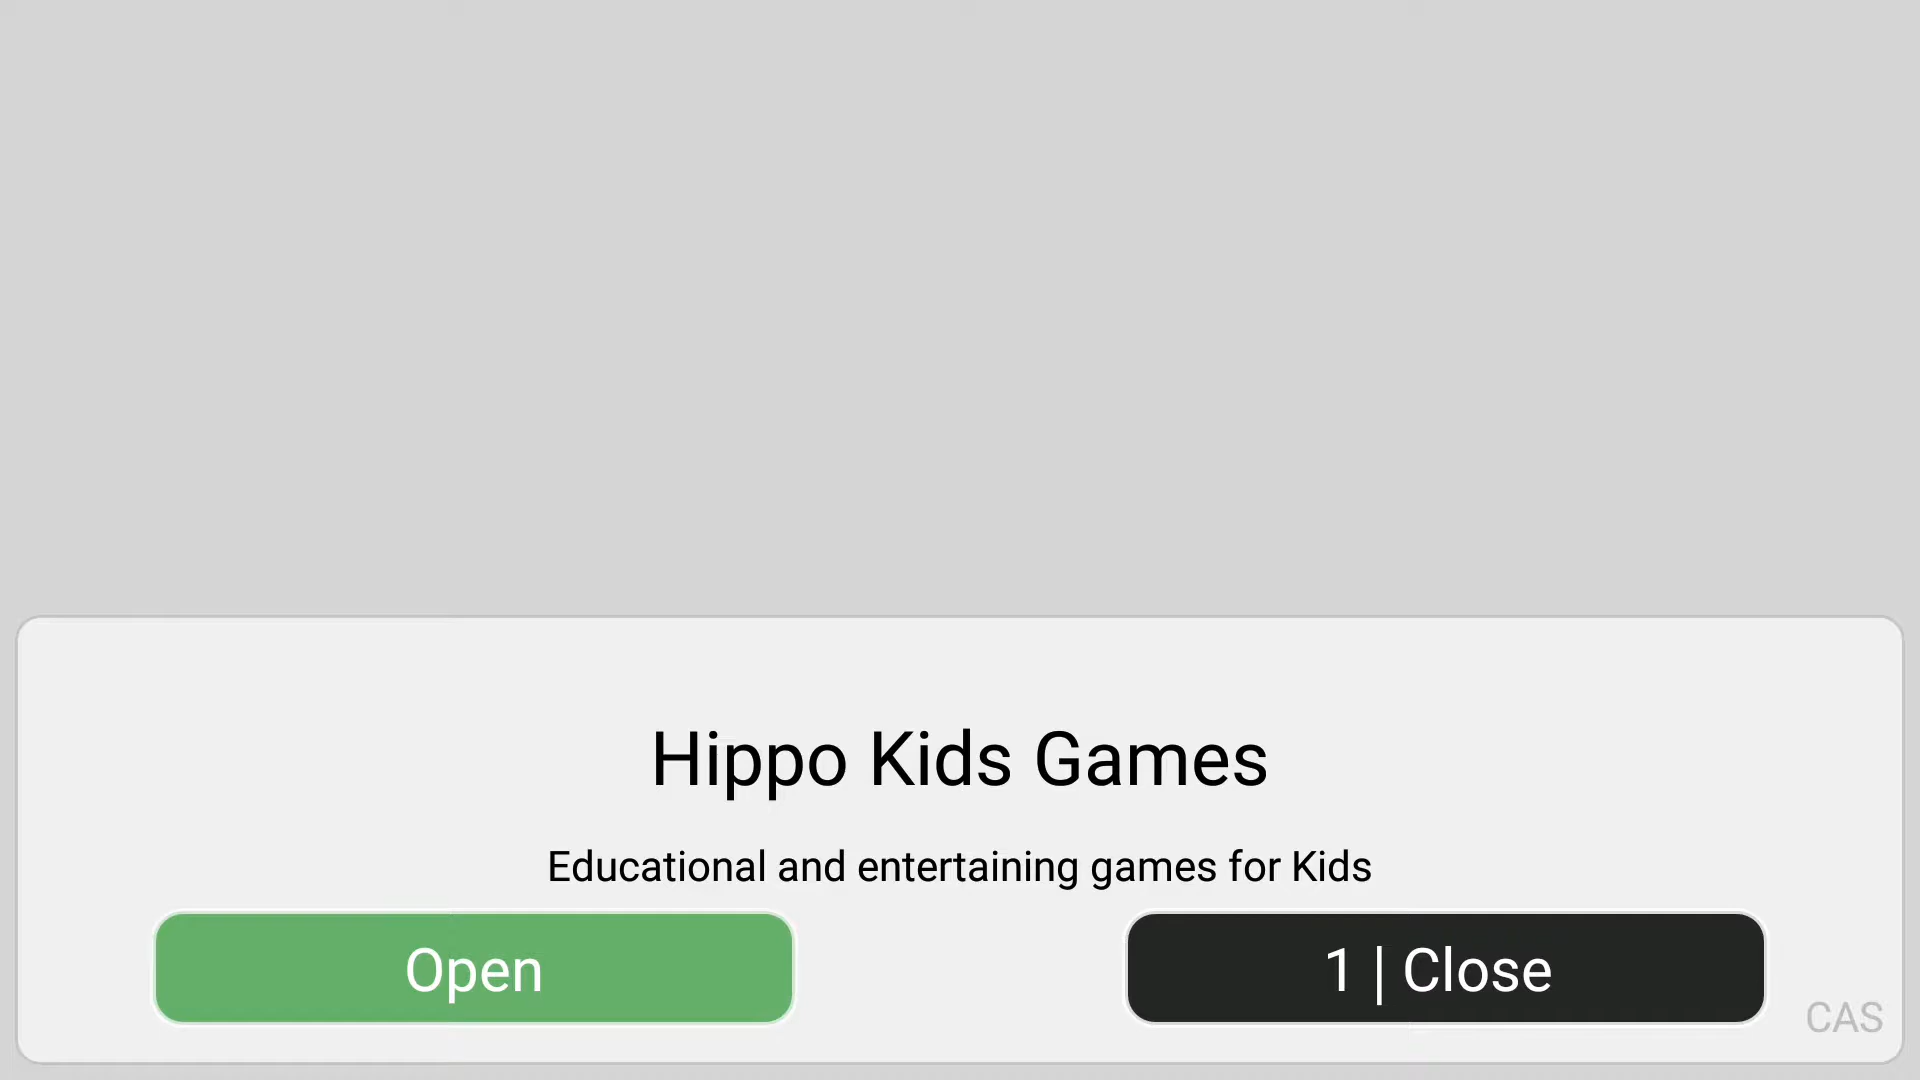 Hippo Kids Games
Educational and entertaining games for Kids
Open
1 | Close
CAS